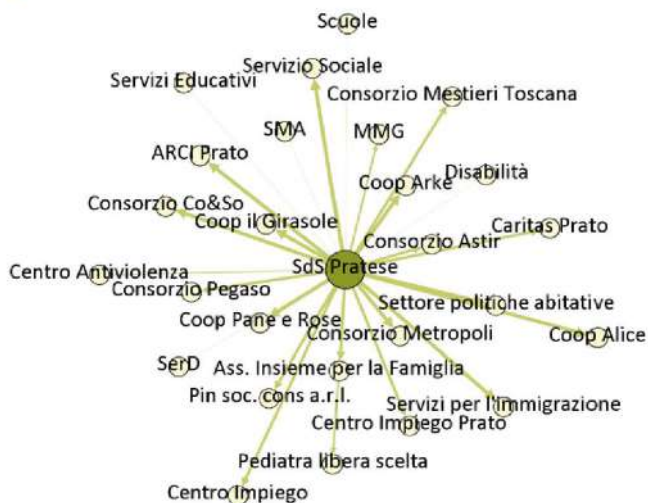 Scuole
Servizio Sociale
Servizi Educativi
Consorzio Mestieri Toscana
SMA
MMG
ARCI Prato
Disabilità
Coop Arke
Consorzio Co&So
Coop il Girasole
Caritas Prato
Consorzio Astir
SdS Pratese
Centro Antiviolenza
Consorzio Pegaso
Settore politiche abitative
Coop Pane e Rose
Consorzio Metropoli
Coop Alice
SerD
Ass. Insieme per la Famiglia
Pin soc. cons a.r.l.
Servizi per l'Immigrazione
Centro Impiego Prato
Pediatra libera scelta
Centro Impiego